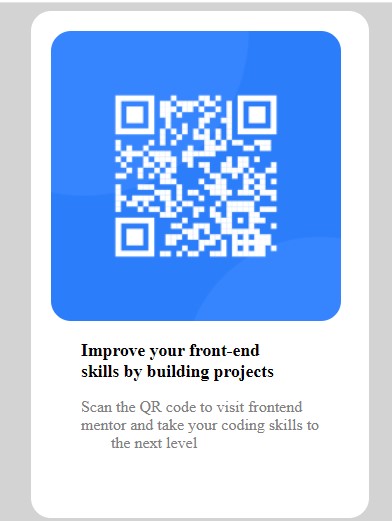 Improve your front-end
skills by building projects
Scan the QR code to visit frontend
mentor and take your coding skills to
the next level